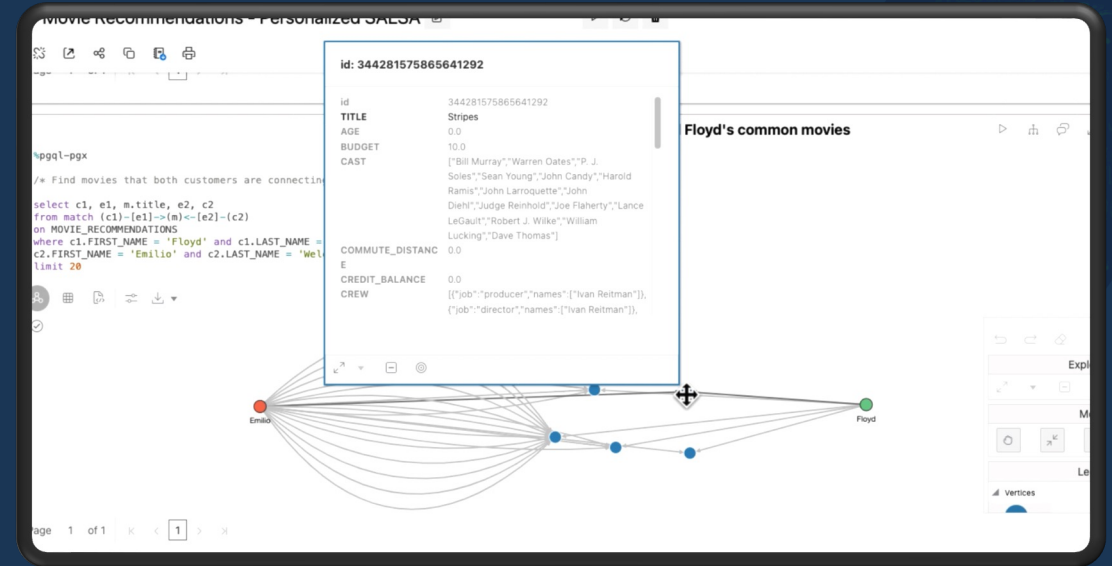 Movie Recommendations - Personalized SALSA
id: 344281575865641292
id 344281575865641292
TITLE Stripes
AGE 0.0
BUDGET 10.0
CAST ["Bill Murray","Warren Oates","P. J.
Soles","Sean Young","John Candy","Harold
Ramis","John Larroquette","John
Diehl","Judge Reinhold","Joe Flaherty","Lance
LeGault","Robert J. Wilke","William
Lucking","Dave Thomas"]
COMMUTE_DISTANC 0.0
E
CREDIT_BALANCE 0.0
CREW [{"job":"producer","names":["Ivan Reitman"]},
{"job":"director","names":["Ivan Reitman"]},
Floyd's common movies
%pgql-pgx
/* Find movies that both customers are connecting
select c1, e1, m.title, e2, c2
from match (c1)-[e1]->(m)<-[e2]-(c2)
on MOVIE_RECOMMENDATIONS
where c1.FIRST_NAME = 'Floyd' and c1.LAST_NAME =
c2.FIRST_NAME = 'Emilio' and c2.LAST_NAME = 'Wel
limit 20
Emilio
Floyd
Expl
Le
Vertices
age 1 of 1 1